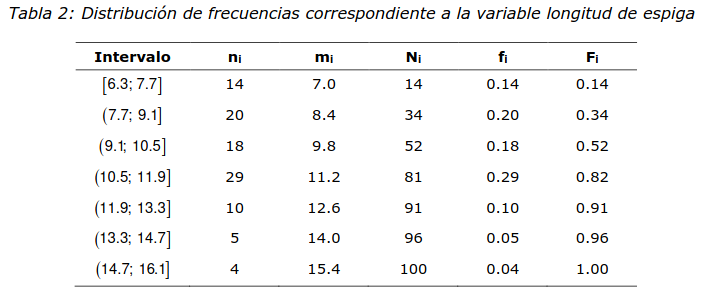 Tabla 2: Distribución de frecuencias correspondiente a la variable longitud de espiga
Intervalo ni mi Ni fi Fi
[6.3; 7.7] 14 7.0 14 0.14 0.14
(7.7; 9.1] 20 8.4 34 0.20 0.34
(9.1; 10.5] 18 9.8 52 0.18 0.52
(10.5; 11.9] 29 11.2 81 0.29 0.82
(11.9; 13.3] 10 12.6 91 0.10 0.91
(13.3; 14.7] 5 14.0 96 0.05 0.96
(14.7; 16.1] 4 15.4 100 0.04 1.00